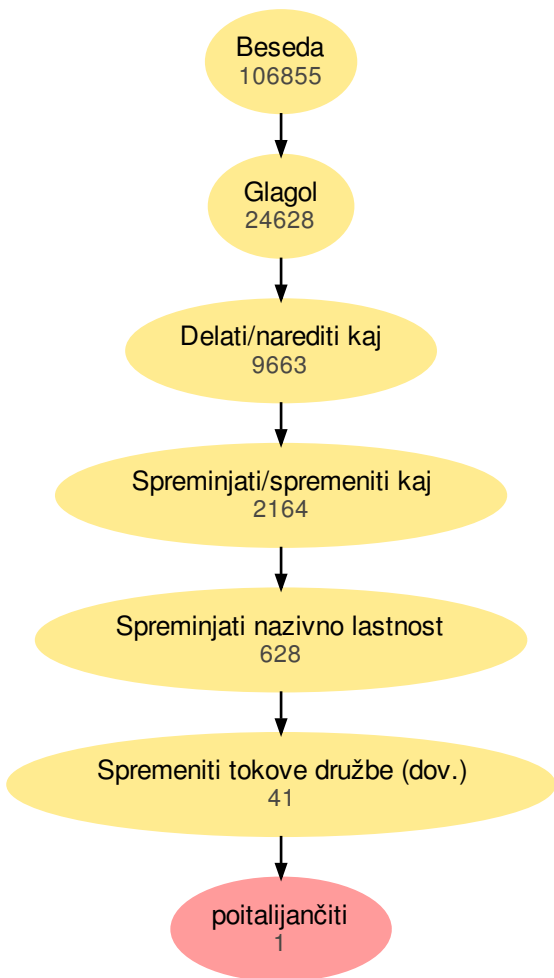 Beseda
106855
Glagol
24628
Delati/narediti kaj
9663
Spreminjati/spremeniti kaj
2164
Spreminjati nazivno lastnost
628
Spremeniti tokove družbe (dov.)
41
poitalijančiti
1